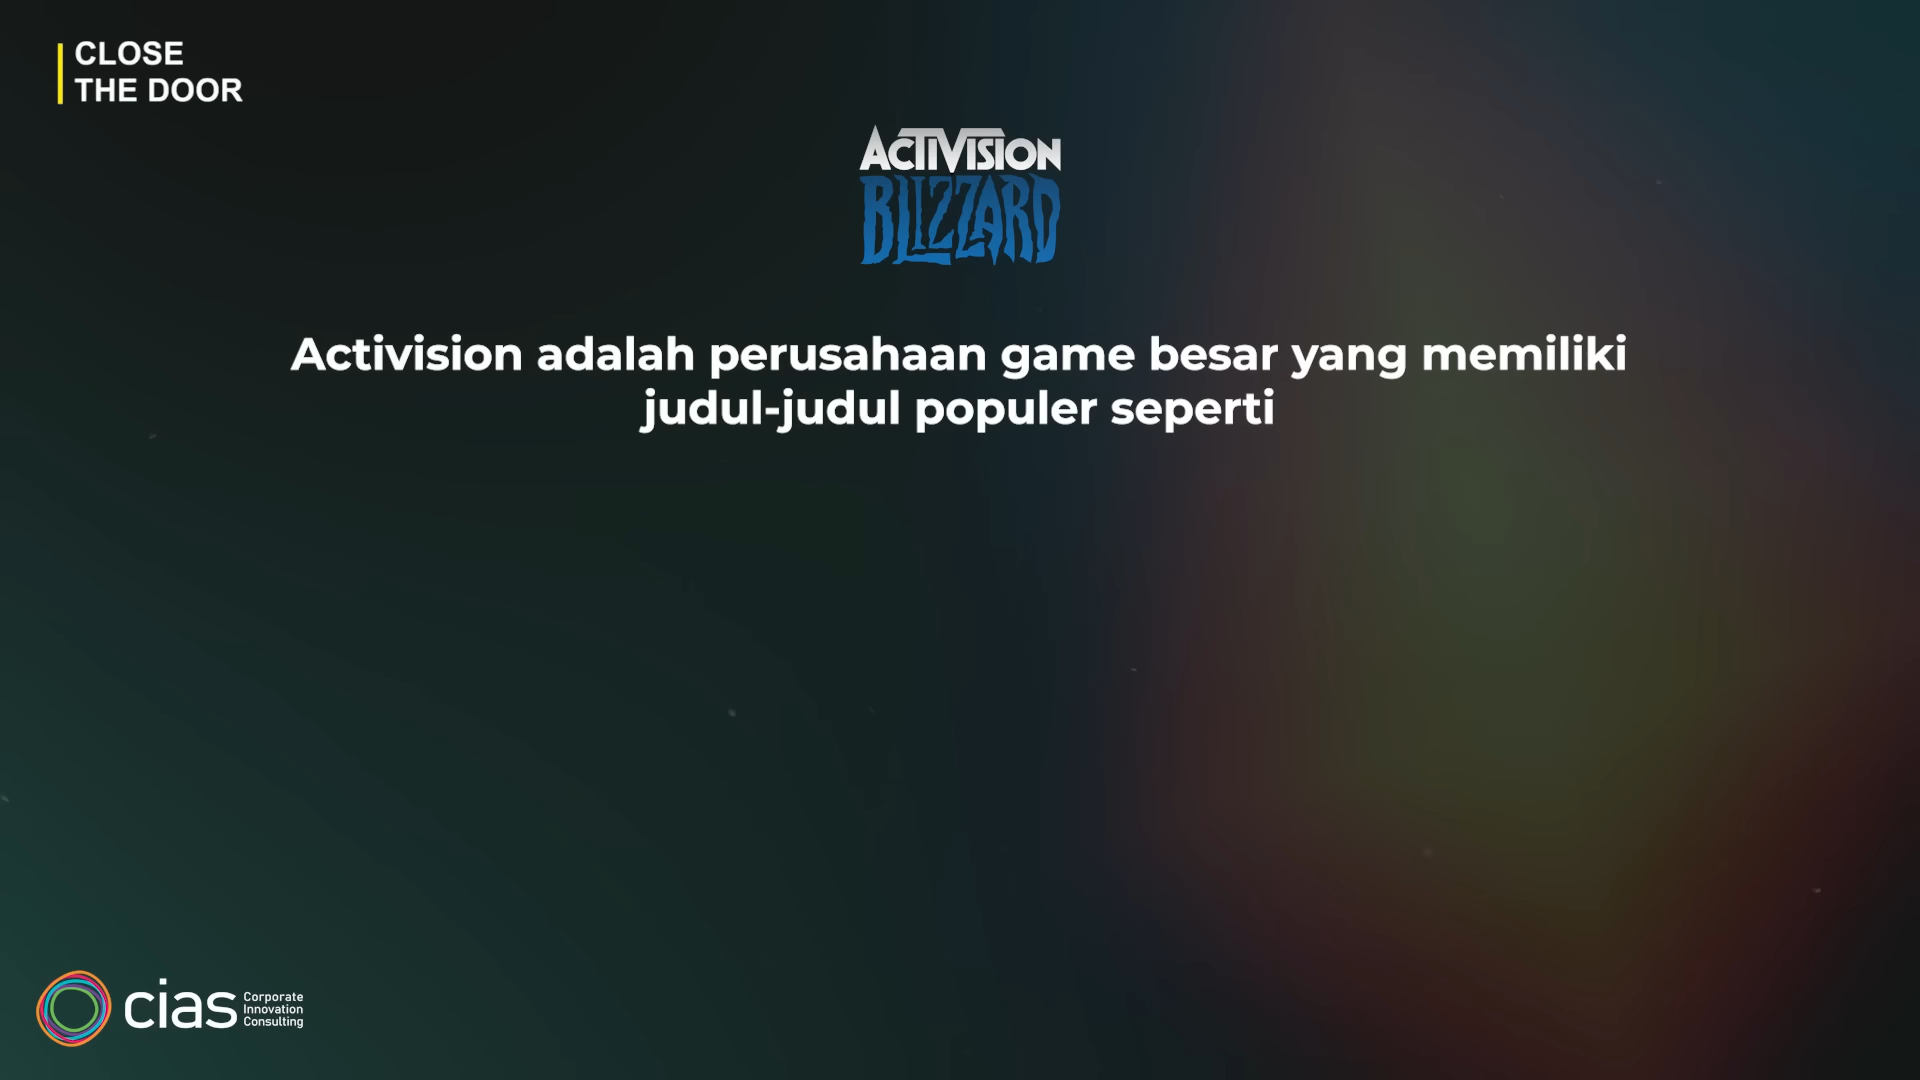 CLOSE
THE DOOR
ACTIVISION
BLIZZARD
Activision adalah perusahaan game besar yang memiliki
judul-judul populer seperti
cias
Corporate
Innovation
Consulting